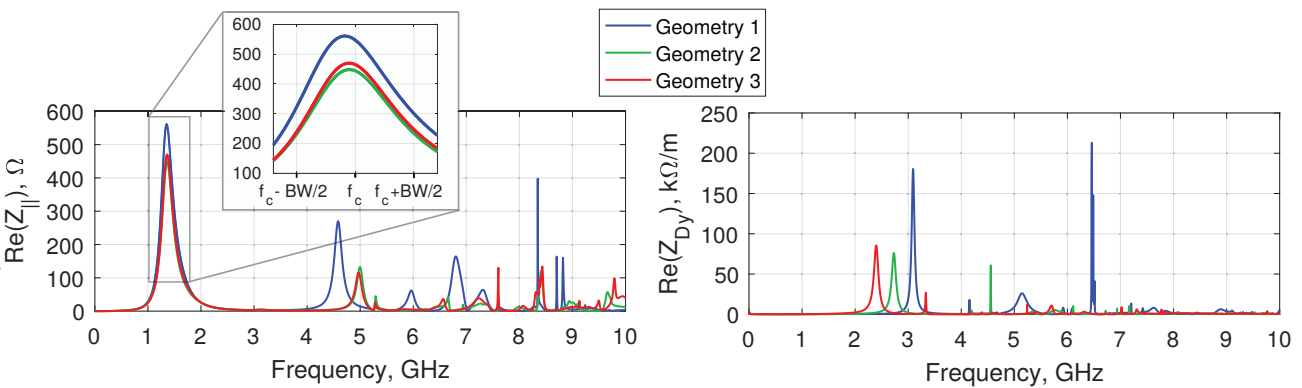 Geometry 1
Geometry 2
Geometry 3
600
500
400
300
200
100
f_c - BW/2 f_c f_c+BW/2
600
500
400
300
200
100
0
Re(Z_||), Ω
0 1 2 3 4 5 6 7 8 9 10
Frequency, GHz
250
200
150
100
50
0
Re(Z_Dy), kΩ/m
0 1 2 3 4 5 6 7 8 9 10
Frequency, GHz